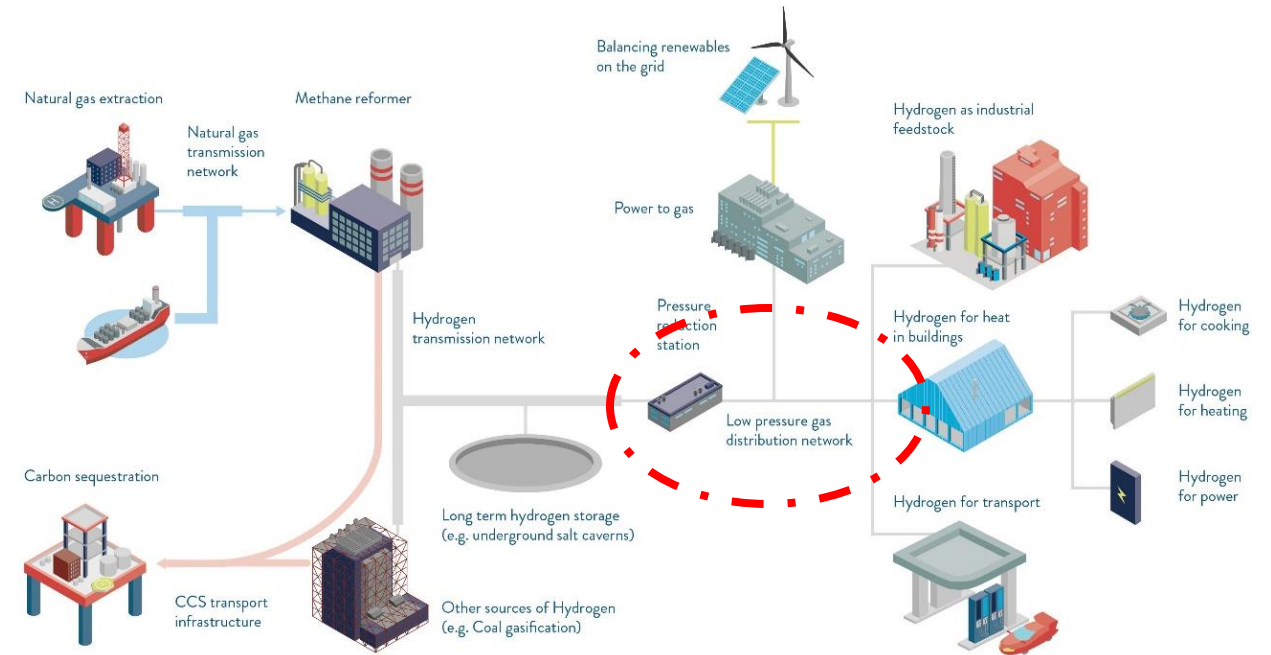 Balancing renewables
on the grid
Natural gas extraction
Methane reformer
Hydrogen as industrial
feedstock
Natural gas
transmission
network
Power to gas
Pressure
reduction
station
Hydrogen
transmission network
Hydrogen for heat
in buildings
Hydrogen
for cooking
Hydrogen
for heating
Low pressure gas
distribution network
Carbon sequestration
Hydrogen
for power
Hydrogen for transport
Long term hydrogen storage
(e.g. underground salt caverns)
CCS transport
infrastructure
Other sources of Hydrogen
(e.g. Coal gasification)
H